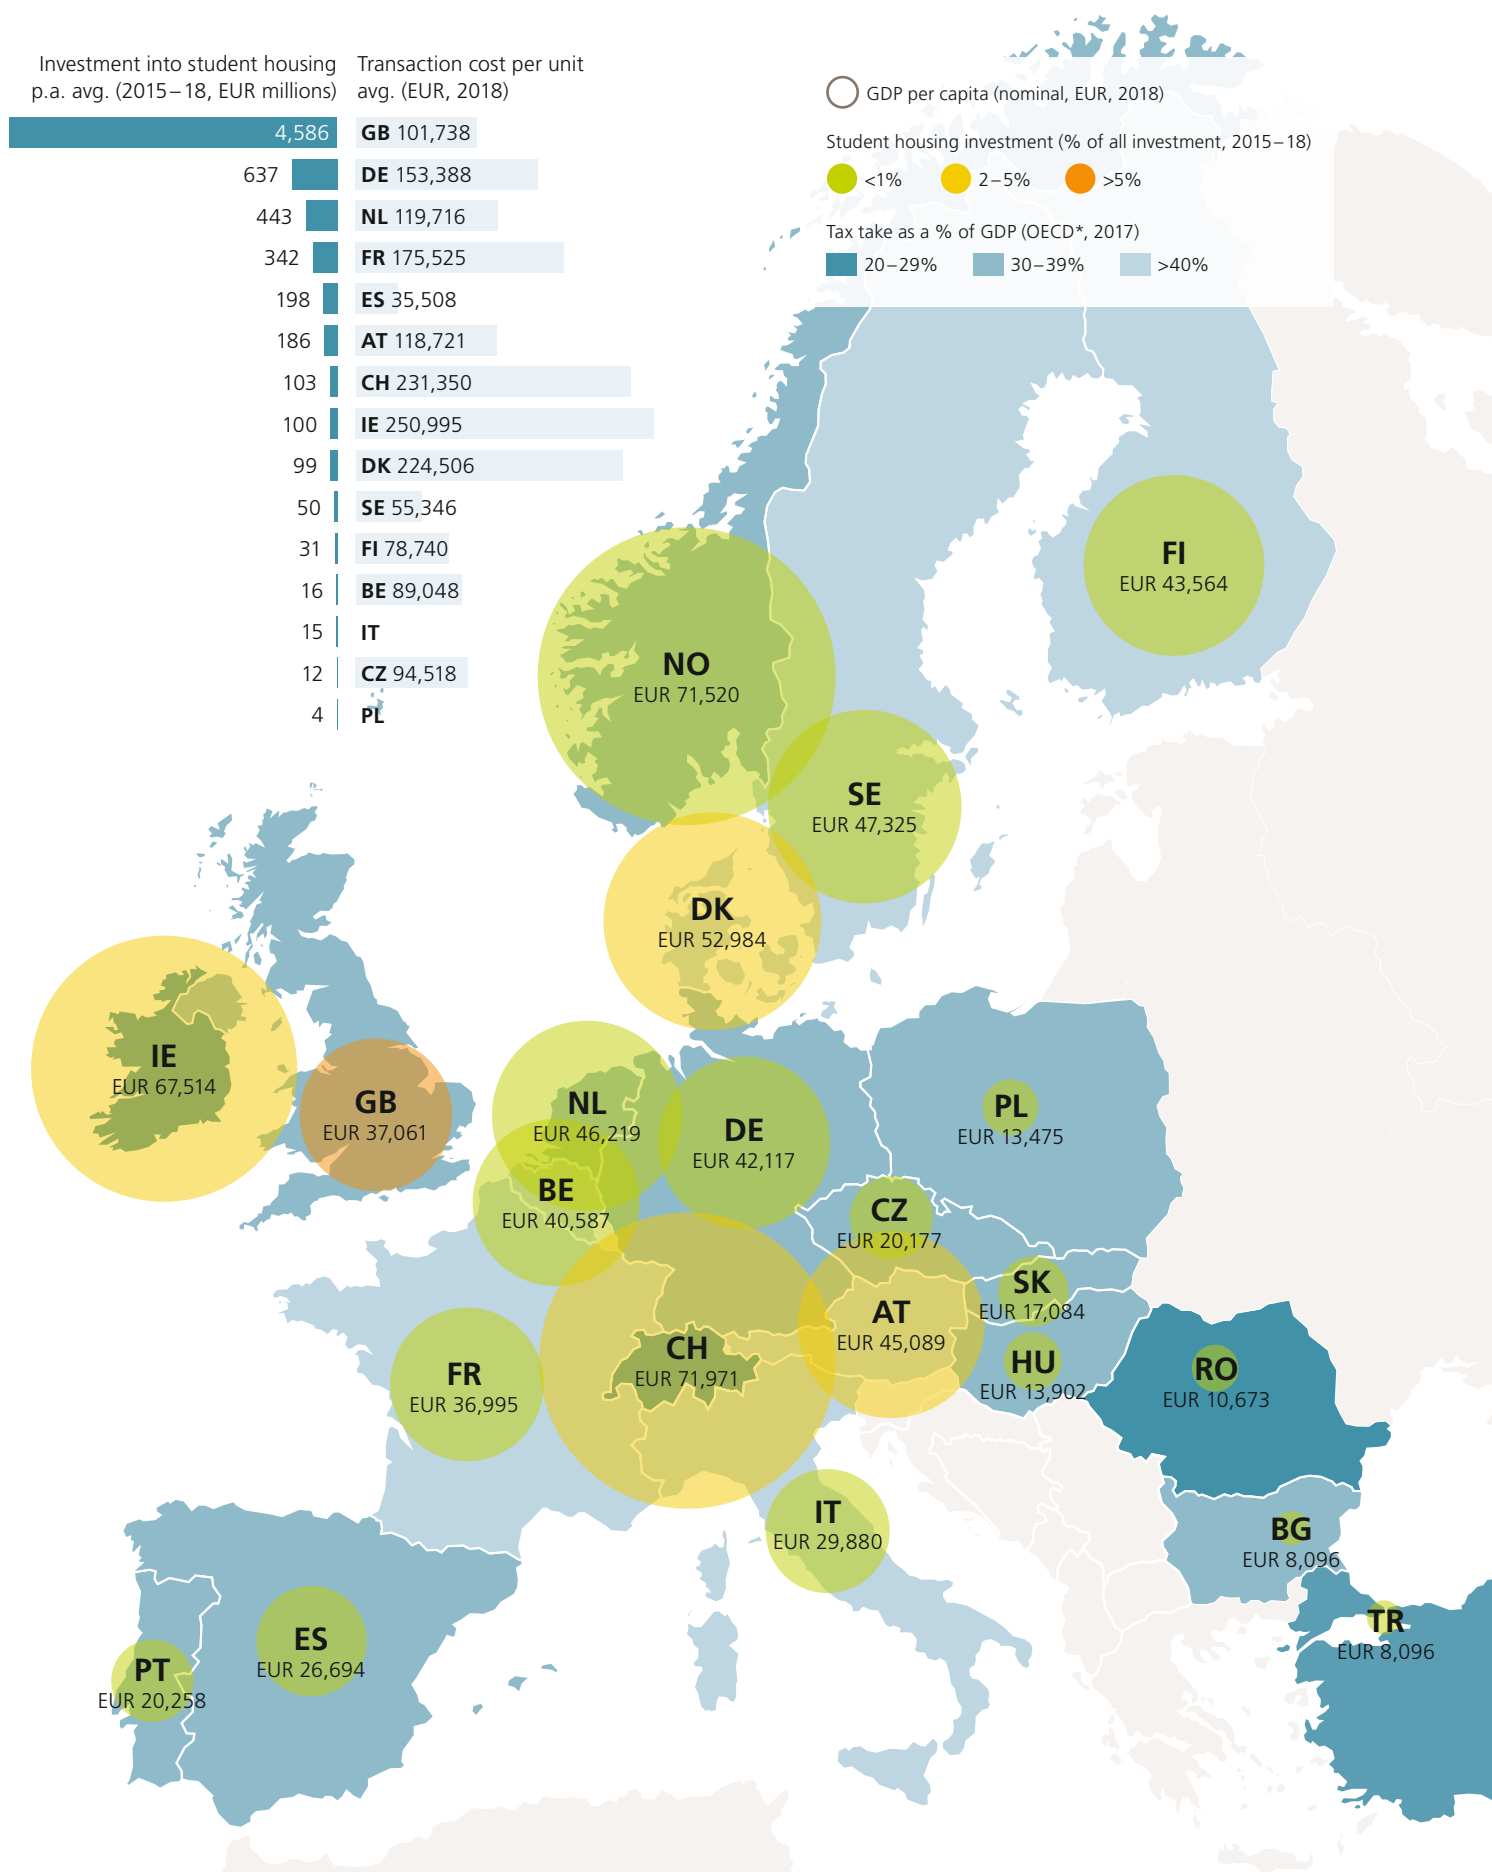 Investment into student housing
p.a. avg. (2015–18, EUR millions)
Transaction cost per unit
avg. (EUR, 2018)
4,586 GB 101,738
637 DE 153,388
443 NL 119,716
342 FR 175,525
198 ES 35,508
186 AT 118,721
103 CH 231,350
100 IE 250,995
99 DK 224,506
50 SE 55,346
31 FI 78,740
16 BE 89,048
15 IT
12 CZ 94,518
4 PL
GDP per capita (nominal, EUR, 2018)
Student housing investment (% of all investment, 2015–18)
<1% 2–5% >5%
Tax take as a % of GDP (OECD*, 2017)
20–29% 30–39% >40%
FI
EUR 43,564
NO
EUR 71,520
SE
EUR 47,325
DK
EUR 52,984
IE
EUR 67,514
GB
EUR 37,061
NL
EUR 46,219
DE
EUR 42,117
PL
EUR 13,475
BE
EUR 40,587
CZ
EUR 20,177
SK
EUR 17,084
AT
EUR 45,089
CH
EUR 71,971
HU
EUR 13,902
RO
EUR 10,673
FR
EUR 36,995
IT
EUR 29,880
BG
EUR 8,096
TR
EUR 8,096
ES
EUR 26,694
PT
EUR 20,258